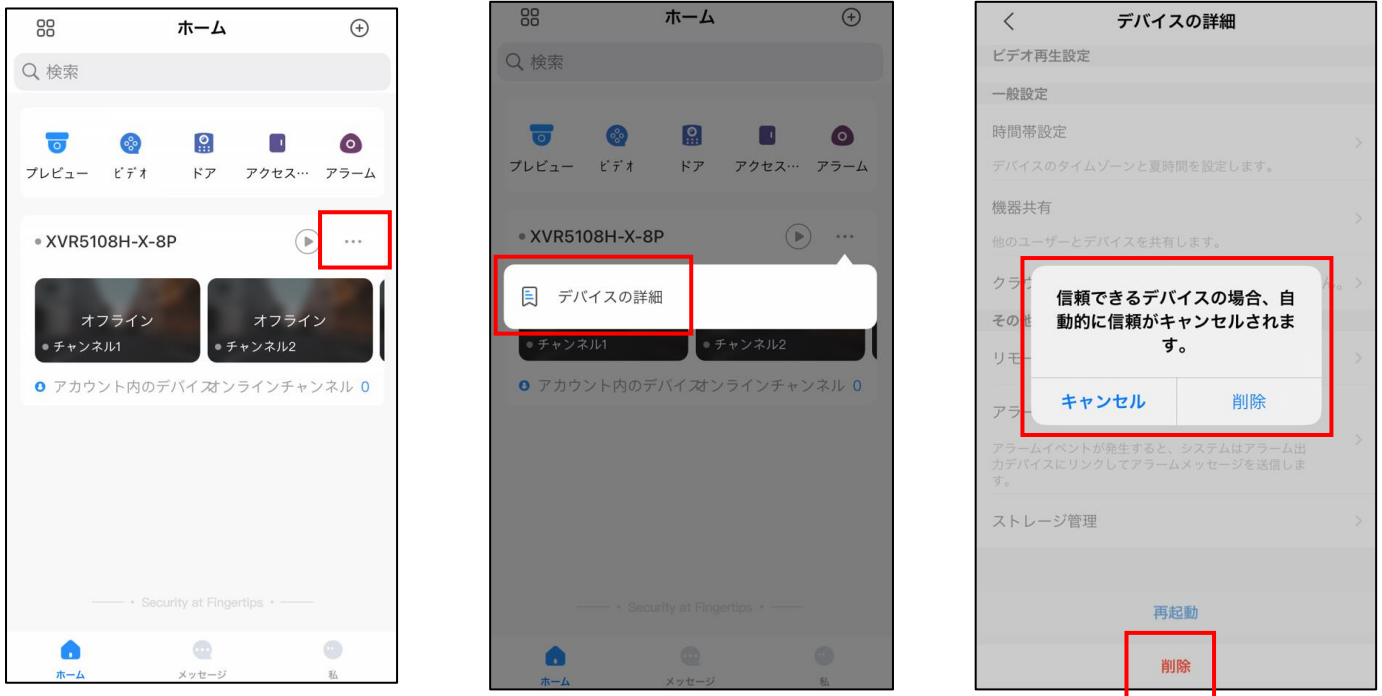 ホーム
検索
プレビュー
ビデオ
ドア
アクセス…
アラーム
XVR5108H-X-8P
オフライン
チャンネル1
オフライン
チャンネル2
アカウント内のデバイス
オンラインチャンネル 0
Security at Fingertips
ホーム
メッセージ
私
ホーム
検索
プレビュー
ビデオ
ドア
アクセス…
アラーム
XVR5108H-X-8P
デバイスの詳細
チャンネル1
チャンネル2
アカウント内のデバイス
オンラインチャンネル 0
Security at Fingertips
ホーム
メッセージ
私
デバイスの詳細
ビデオ再生設定
一般設定
時間帯設定
デバイスのタイムゾーンと夏時間を設定します。
機器共有
他のユーザーとデバイスを共有します。
クラウ
ん。
信頼できるデバイスの場合、自
動的に信頼がキャンセルされま
す。
その他
リモー
キャンセル
削除
アラー
アラームイベントが発生すると、システムはアラーム出
力デバイスにリンクしてアラームメッセージを送信しま
す。
ストレージ管理
再起動
削除